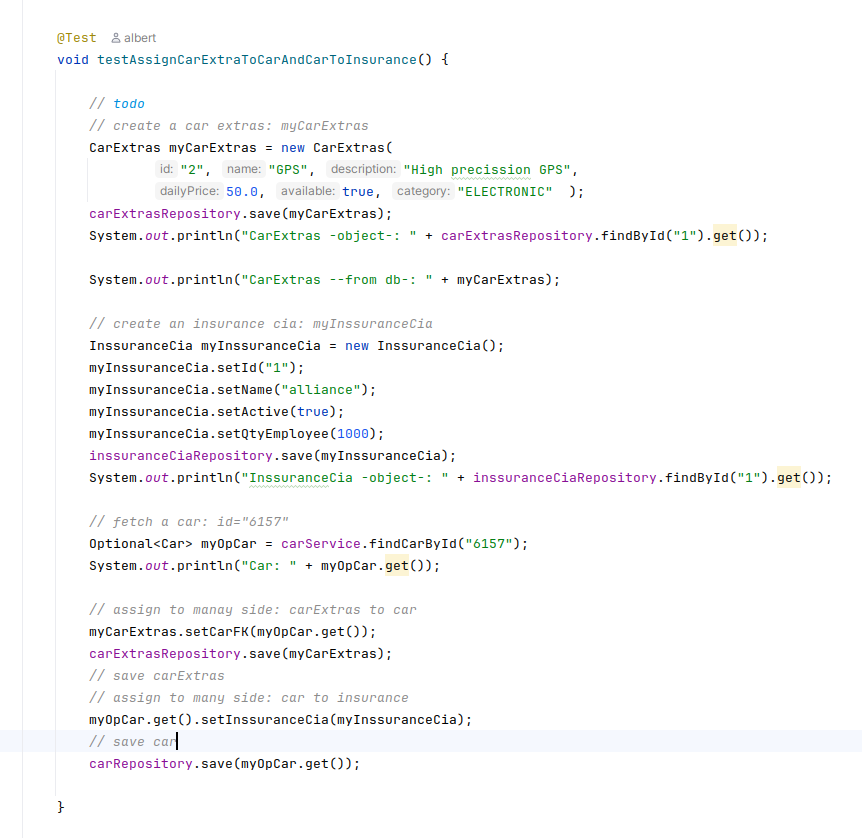 @Test albert
void testAssignCarExtraToCarAndCarToInsurance() {
// todo
// create a car extras: myCarExtras
CarExtras myCarExtras = new CarExtras(
id: "2", name: "GPS", description: "High precission GPS",
dailyPrice: 50.0, available: true, category: "ELECTRONIC" );
carExtrasRepository.save(myCarExtras);
System.out.println("CarExtras -object-: " + carExtrasRepository.findById("1").get());
System.out.println("CarExtras --from db-: " + myCarExtras);
// create an insurance cia: myInssuranceCia
InssuranceCia myInssuranceCia = new InssuranceCia();
myInssuranceCia.setId("1");
myInssuranceCia.setName("alliance");
myInssuranceCia.setActive(true);
myInssuranceCia.setQtyEmployee(1000);
inssuranceCiaRepository.save(myInssuranceCia);
System.out.println("InssuranceCia -object-: " + inssuranceCiaRepository.findById("1").get());
// fetch a car: id="6157"
Optional<Car> myOpCar = carService.findCarById("6157");
System.out.println("Car: " + myOpCar.get());
// assign to manay side: carExtras to car
myCarExtras.setCarFK(myOpCar.get());
carExtrasRepository.save(myCarExtras);
// save carExtras
// assign to many side: car to insurance
myOpCar.get().setInssuranceCia(myInssuranceCia);
// save car
carRepository.save(myOpCar.get());
}